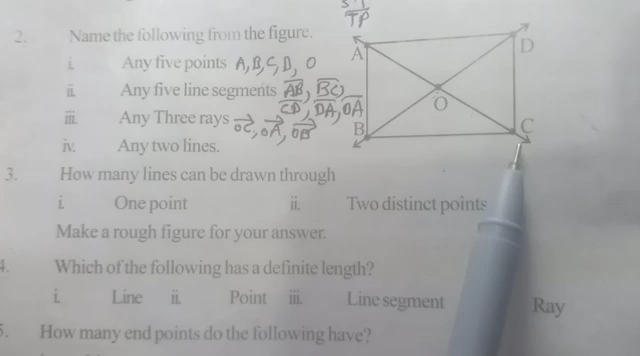 TP
2. Name the following from the figure.
i. Any five points A, B, C, D, O
ii. Any five line segments AB, BC,
CD, DA, OA
iii. Any Three rays OC, OA, OB
iv. Any two lines.
A
D
O
B
C
3. How many lines can be drawn through
i. One point ii. Two distinct points
Make a rough figure for your answer.
4. Which of the following has a definite length?
i. Line ii. Point iii. Line segment Ray
5. How many end points do the following have?